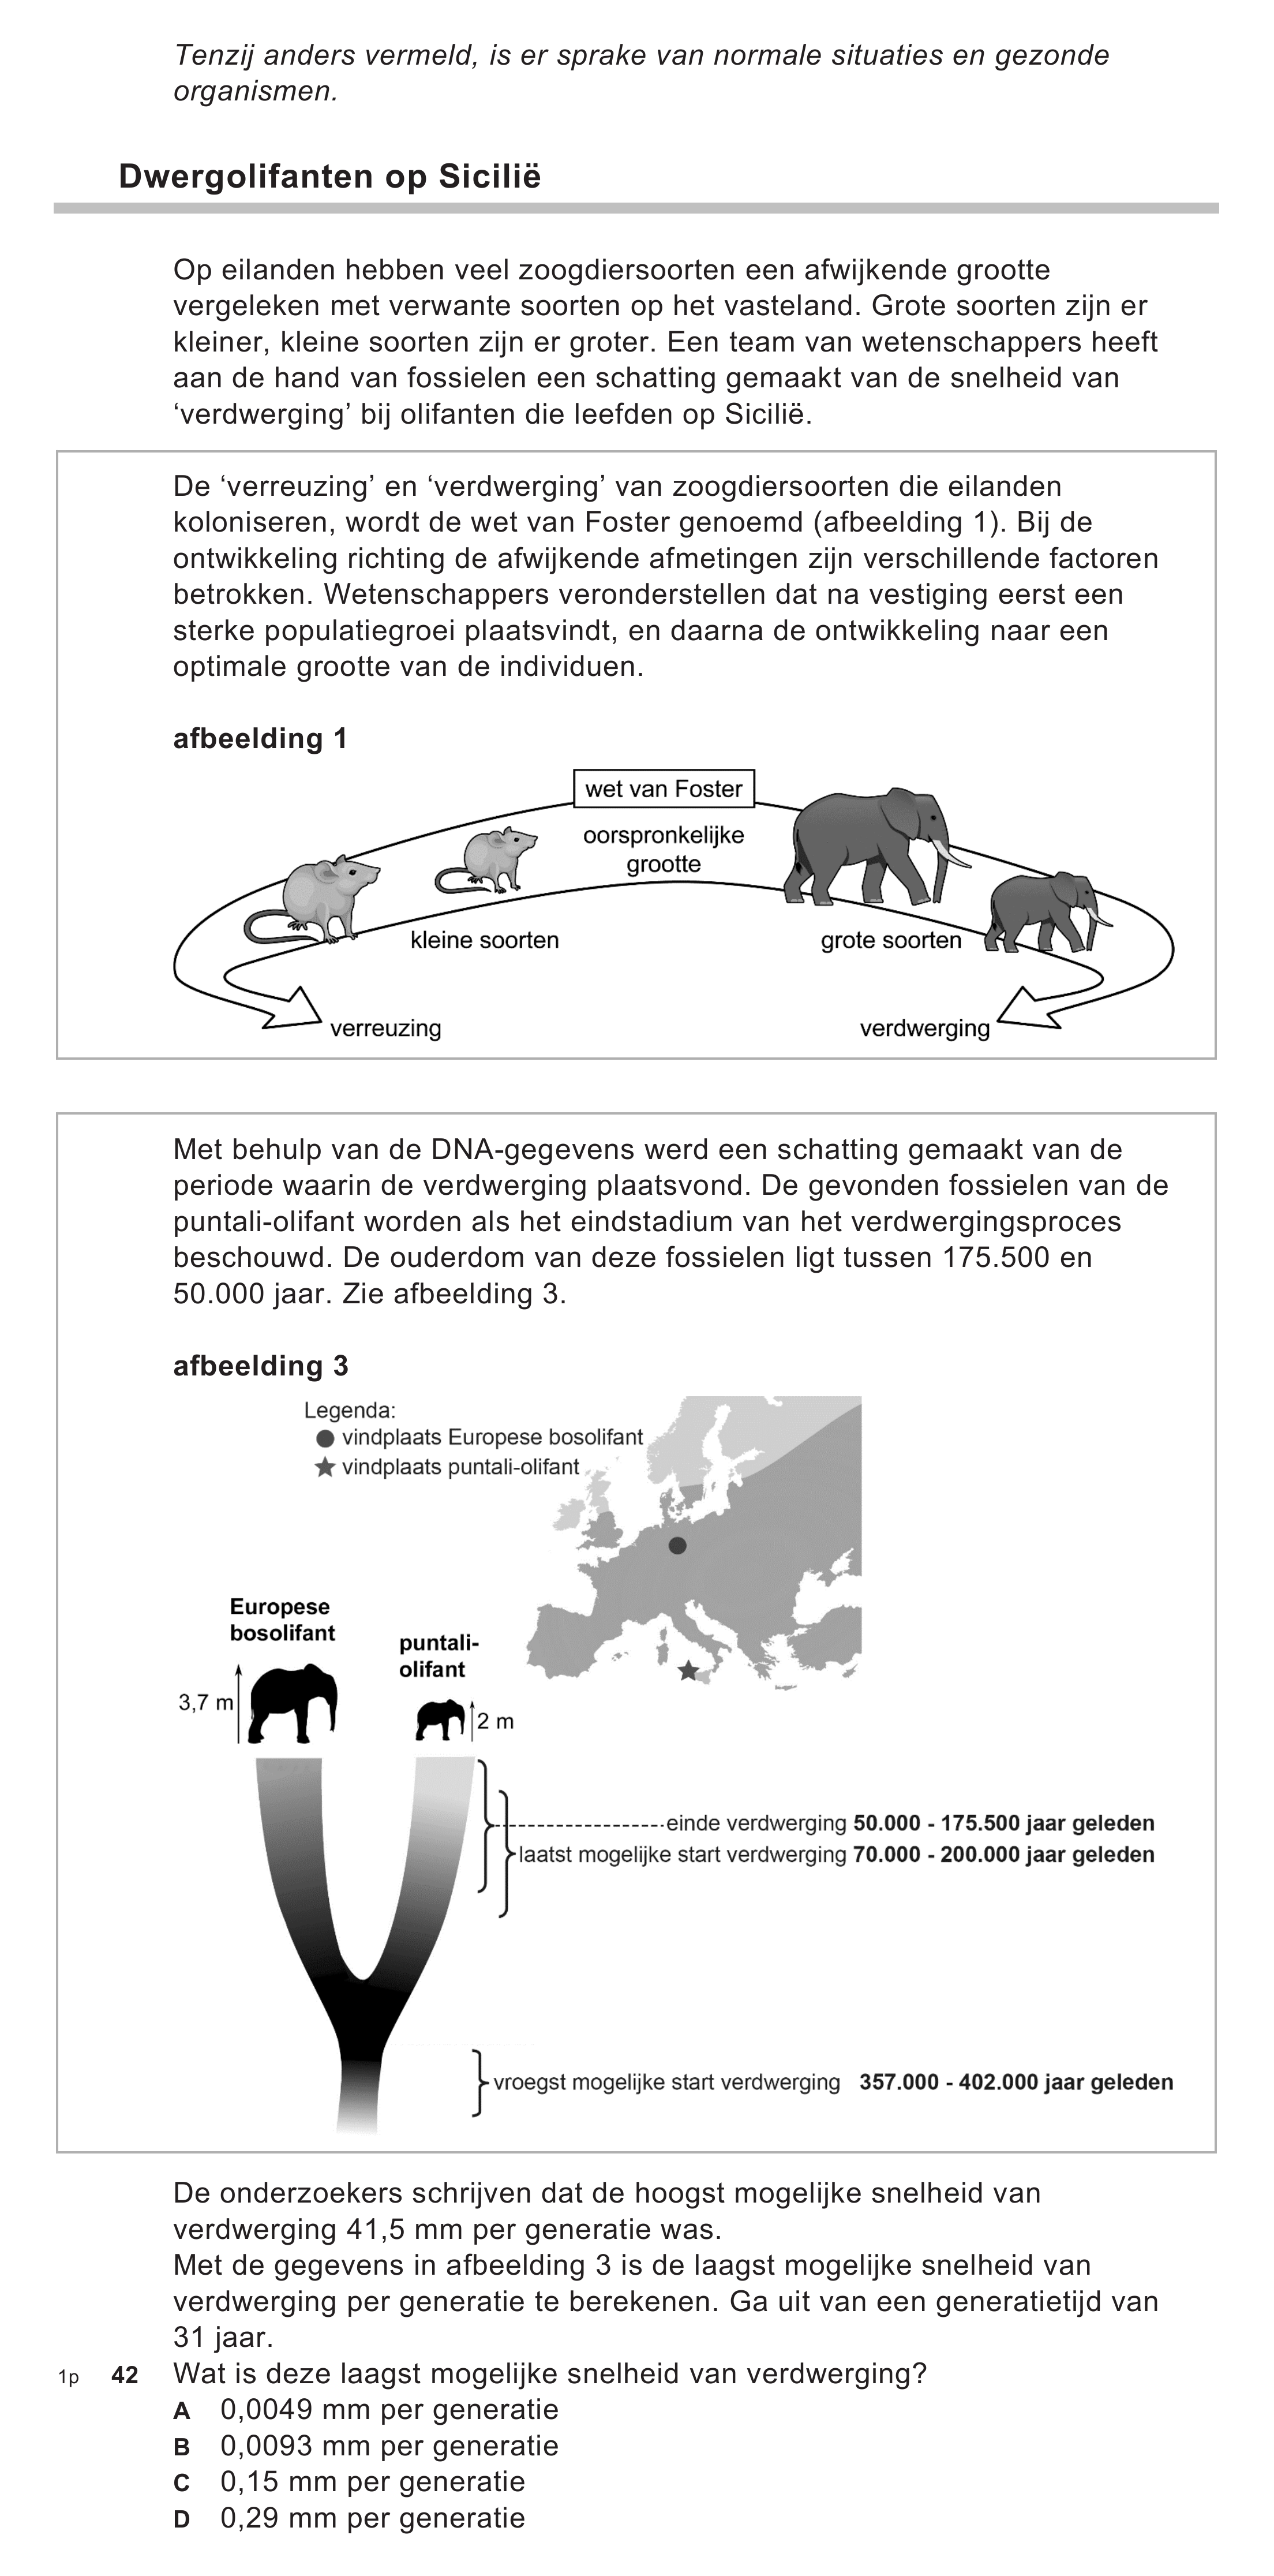 Tenzij anders vermeld, is er sprake van normale situaties en gezonde
organismen.
Dwergolifanten op Sicilië
Op eilanden hebben veel zoogdiersoorten een afwijkende grootte
vergeleken met verwante soorten op het vasteland. Grote soorten zijn er
kleiner, kleine soorten zijn er groter. Een team van wetenschappers heeft
aan de hand van fossielen een schatting gemaakt van de snelheid van
‘verdwerging’ bij olifanten die leefden op Sicilië.
De ‘verreuzing’ en ‘verdwerging’ van zoogdiersoorten die eilanden
koloniseren, wordt de wet van Foster genoemd (afbeelding 1). Bij de
ontwikkeling richting de afwijkende afmetingen zijn verschillende factoren
betrokken. Wetenschappers veronderstellen dat na vestiging eerst een
sterke populatiegroei plaatsvindt, en daarna de ontwikkeling naar een
optimale grootte van de individuen.
afbeelding 1
wet van Foster
oorspronkelijke
grootte
kleine soorten
grote soorten
verreuzing
verdwerging
Met behulp van de DNA-gegevens werd een schatting gemaakt van de
periode waarin de verdwerging plaatsvond. De gevonden fossielen van de
puntali-olifant worden als het eindstadium van het verdwergingsproces
beschouwd. De ouderdom van deze fossielen ligt tussen 175.500 en
50.000 jaar. Zie afbeelding 3.
afbeelding 3
Legenda:
vindplaats Europese bosolifant
vindplaats puntali-olifant
Europese
bosolifant
puntali-
olifant
3,7 m
2 m
einde verdwerging 50.000 - 175.500 jaar geleden
laatst mogelijke start verdwerging 70.000 - 200.000 jaar geleden
vroegst mogelijke start verdwerging 357.000 - 402.000 jaar geleden
De onderzoekers schrijven dat de hoogst mogelijke snelheid van
verdwerging 41,5 mm per generatie was.
Met de gegevens in afbeelding 3 is de laagst mogelijke snelheid van
verdwerging per generatie te berekenen. Ga uit van een generatietijd van
31 jaar.
1p 42 Wat is deze laagst mogelijke snelheid van verdwerging?
A 0,0049 mm per generatie
B 0,0093 mm per generatie
C 0,15 mm per generatie
D 0,29 mm per generatie